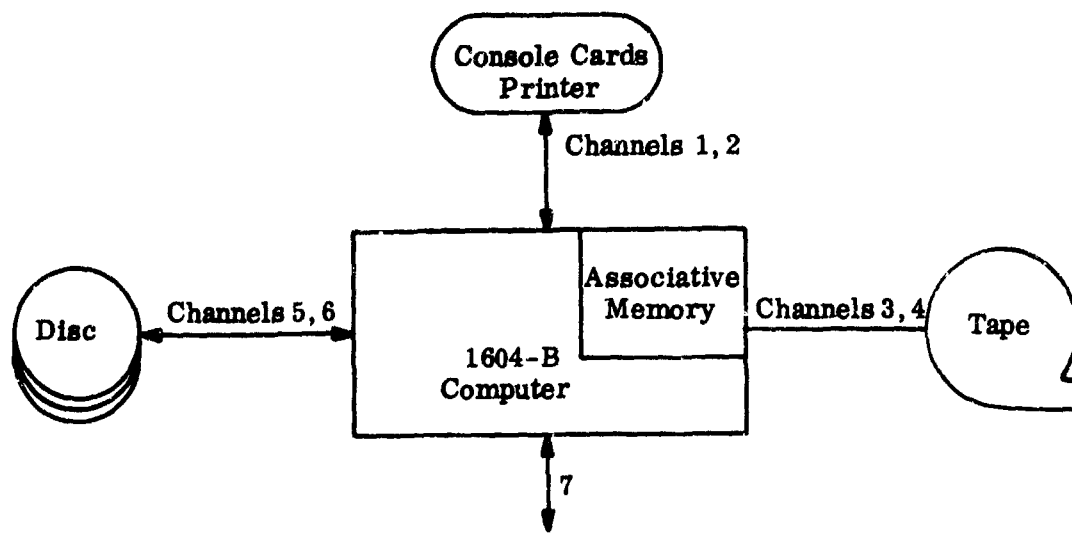 Console Cards
Printer
Channels 1, 2
Associative
Memory
Channels 5, 6
Channels 3, 4
Disc
Tape
1604-B
Computer
7